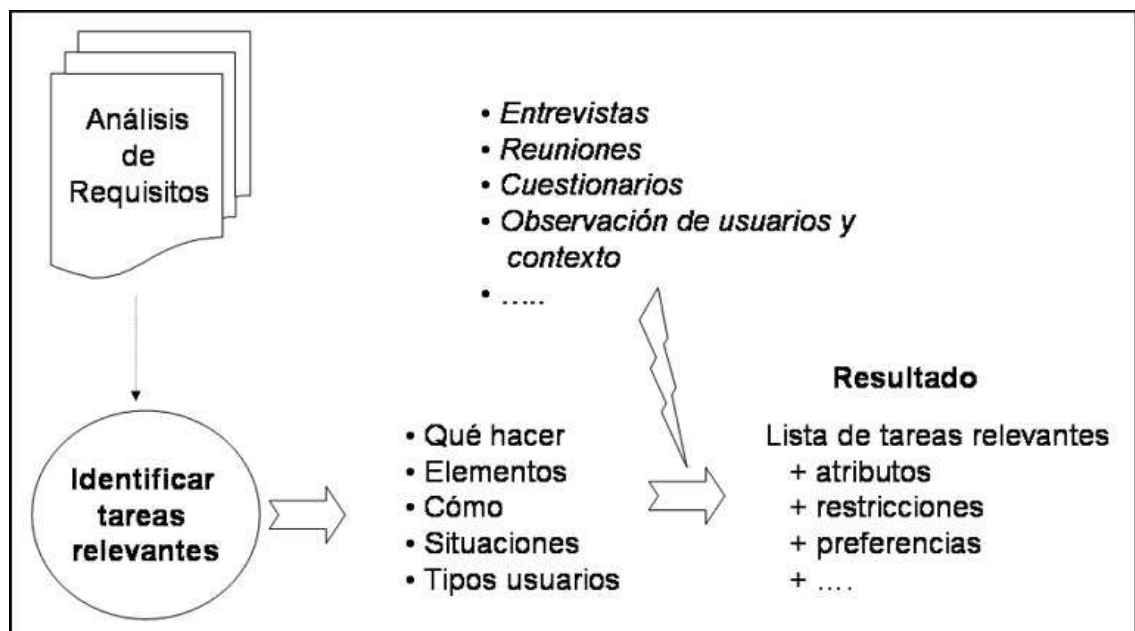 Análisis
de
Requisitos
• Entrevistas
• Reuniones
• Cuestionarios
• Observación de usuarios y
contexto
• .....
Identificar
tareas
relevantes
• Qué hacer
• Elementos
• Cómo
• Situaciones
• Tipos usuarios
Resultado
Lista de tareas relevantes
+ atributos
+ restricciones
+ preferencias
+ ....